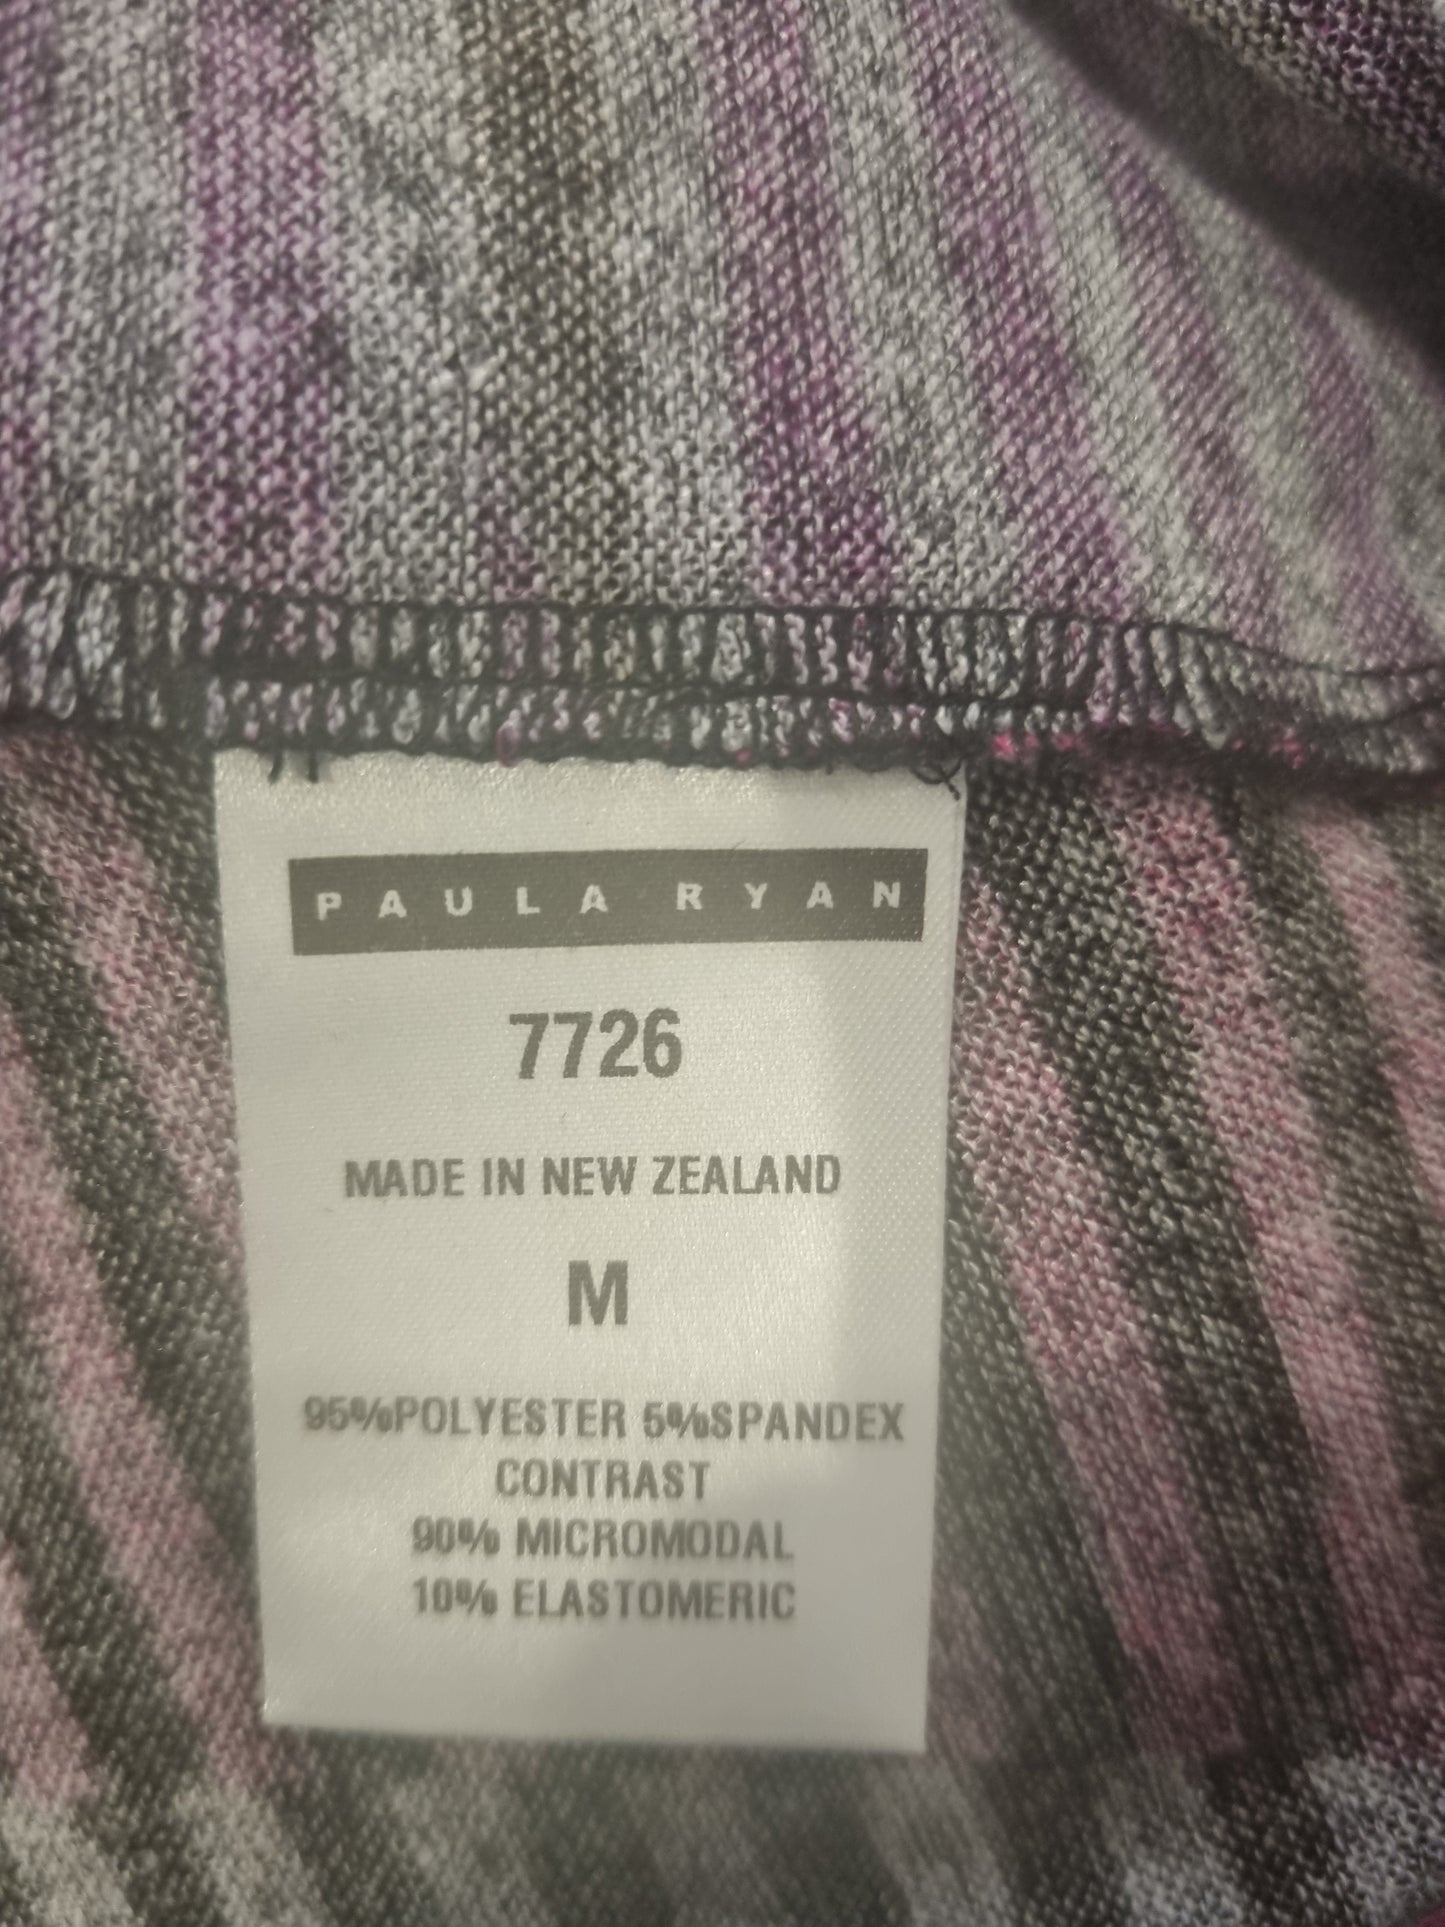 PAULA RYAN
7726
MADE IN NEW ZEALAND
M
95%POLYESTER 5%SPANDEX
CONTRAST
90% MICROMODAL
10% ELASTOMERIC